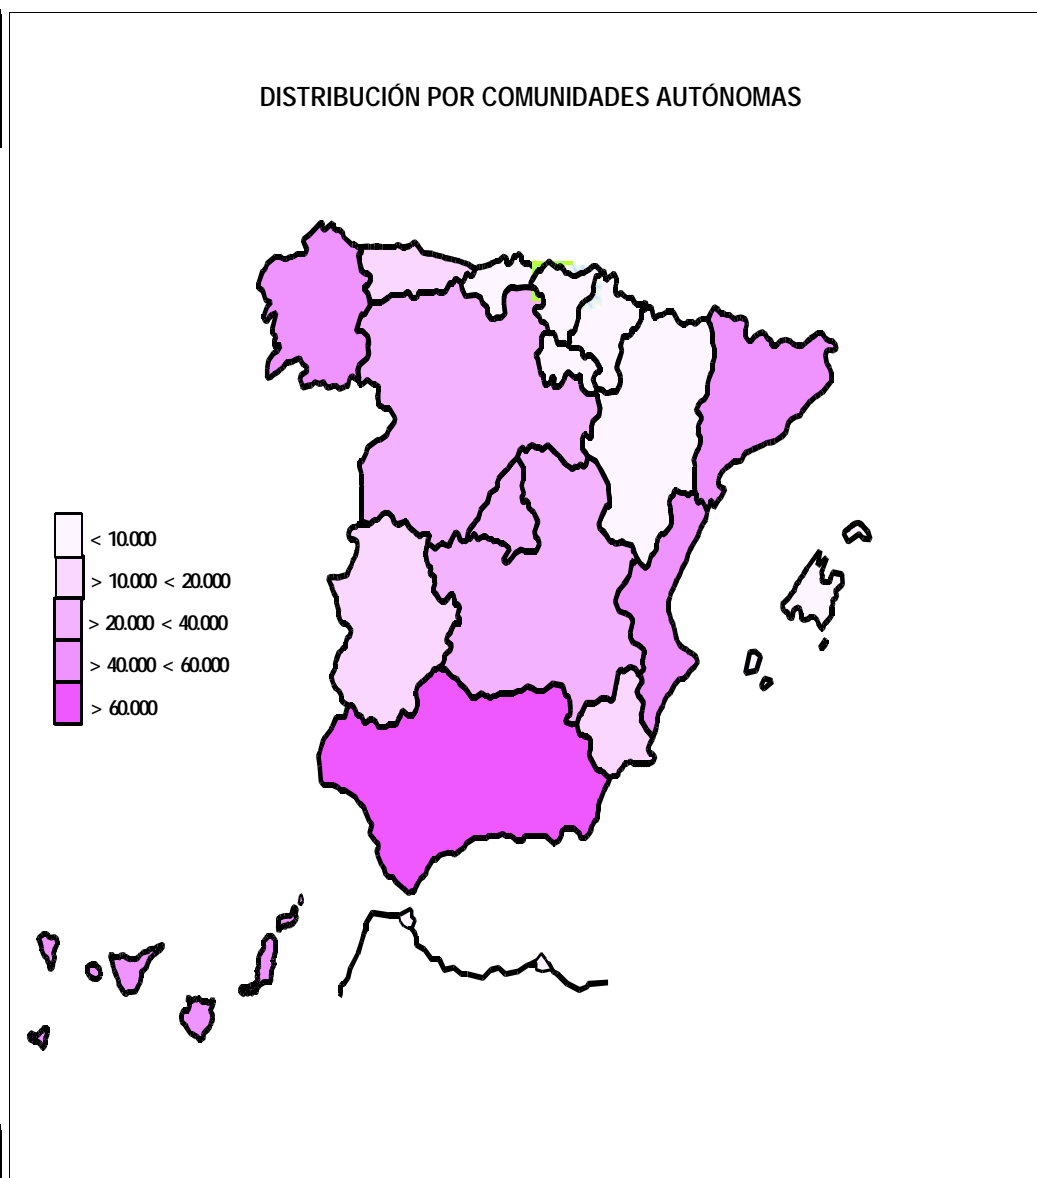 DISTRIBUCIÓN POR COMUNIDADES AUTÓNOMAS
< 10.000
> 10.000 < 20.000
> 20.000 < 40.000
> 40.000 < 60.000
> 60.000